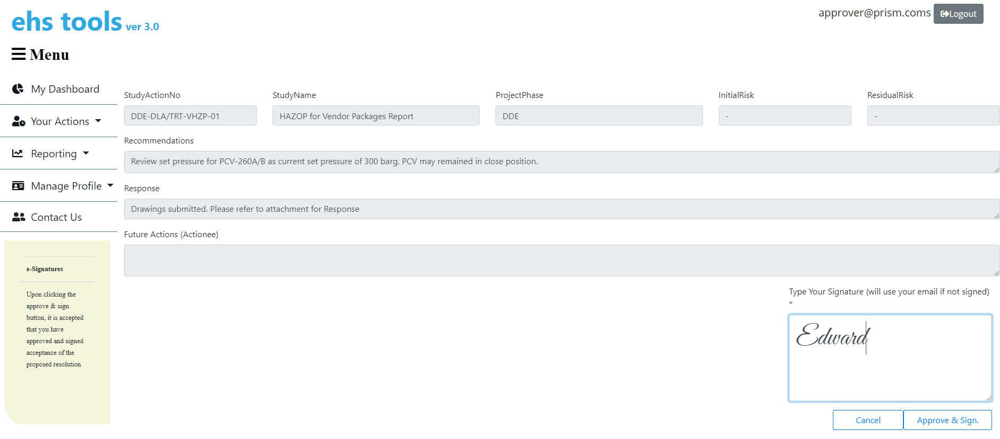 ehs tools ver 3.0
approver@prism.coms
Logout
Menu
My Dashboard
Your Actions
Reporting
Manage Profile
Contact Us
e-Signatures
Upon clicking the
approve & sign
button, it is accepted
that you have
approved and signed
acceptance of the
proposed resolution
StudyActionNo
StudyName
ProjectPhase
InitialRisk
ResidualRisk
DDE-DLA/TRT-VHZP-01
HAZOP for Vendor Packages Report
DDE
-
-
Recommendations
Review set pressure for PCV-260A/B as current set pressure of 300 barg, PCV may remained in close position.
Response
Drawings submitted. Please refer to attachment for Response
Future Actions (Actionee)
Type Your Signature (will use your email if not signed)
*
Edward
Cancel
Approve & Sign.